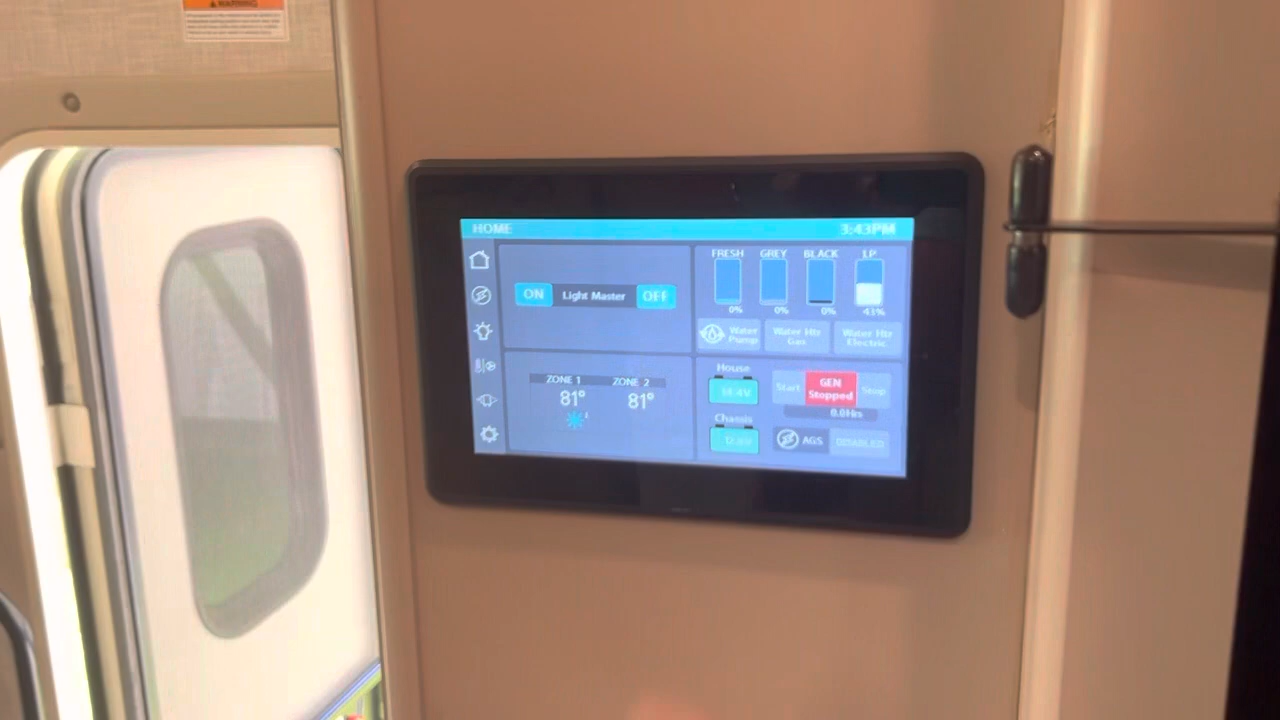 WARNING
HOME 3:43PM
FRESH GREY BLACK LP
ON Light Master OFF
0% 0% 0% 43%
Water Pump
Water Htr Gas
Water Htr Electric
ZONE 1 ZONE 2
81° 81°
House
Start GEN Stopped Stop
0.0Hrs
Chassis
AGS DISABLED